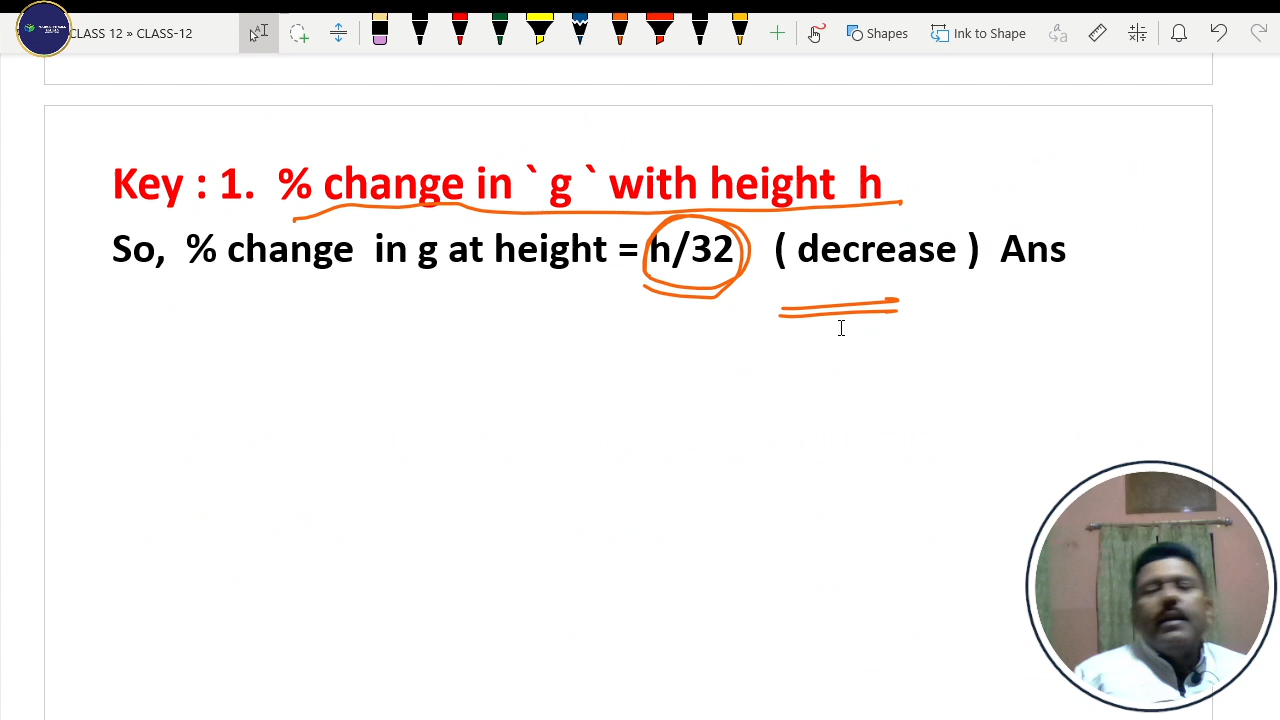 CLASS 12 » CLASS-12
Shapes
Ink to Shape
Key : 1. % change in ` g ` with height h
So, % change in g at height = h/32 ( decrease ) Ans